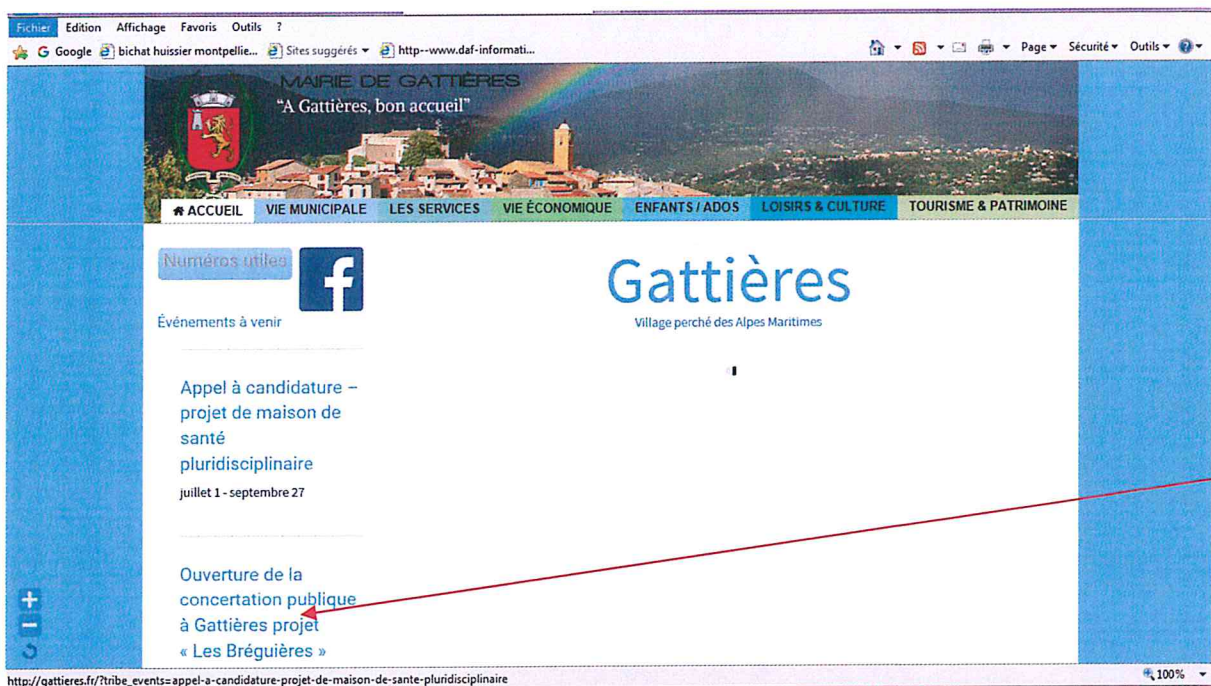 Fichier Edition Affichage Favoris Outils ?
G Google bichat huissier montpellie... Sites suggérés http--www.daf-informati... Page Sécurité Outils
MAIRIE DE GATTIÈRES
“A Gattières, bon accueil”
ACCUEIL VIE MUNICIPALE LES SERVICES VIE ÉCONOMIQUE ENFANTS / ADOS LOISIRS & CULTURE TOURISME & PATRIMOINE
Numéros utiles
f
Gattières
Village perché des Alpes Maritimes
Événements à venir
Appel à candidature –
projet de maison de
santé
pluridisciplinaire
juillet 1 - septembre 27
Ouverture de la
concertation publique
à Gattières projet
« Les Bréguières »
http://gattieres.fr/?tribe_events=appel-a-candidature-projet-de-maison-de-sante-pluridisciplinaire
100%